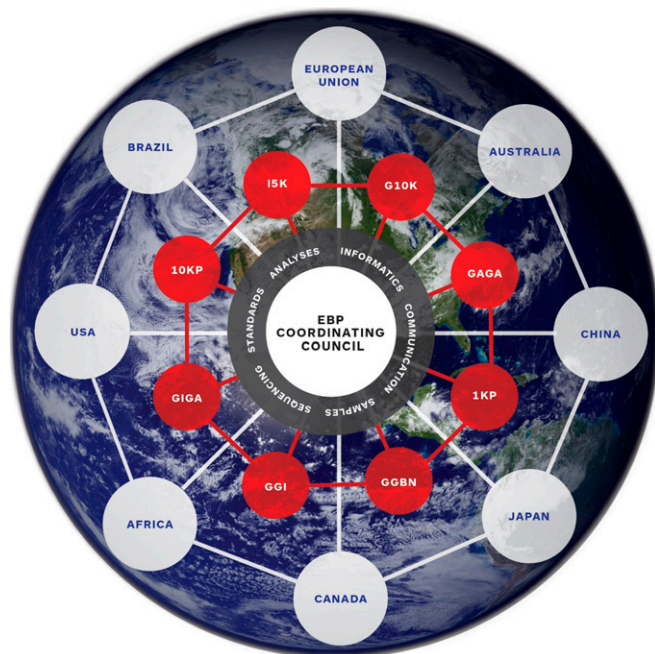 EUROPEAN
UNION
BRAZIL
AUSTRALIA
I5K
G10K
10KP
GAGA
ANALYSES
INFORMATICS
STANDARDS
COMMUNICATION
EBP
COORDINATING
COUNCIL
USA
CHINA
SEQUENCING
SAMPLES
GIGA
1KP
GGI
GGBN
AFRICA
JAPAN
CANADA